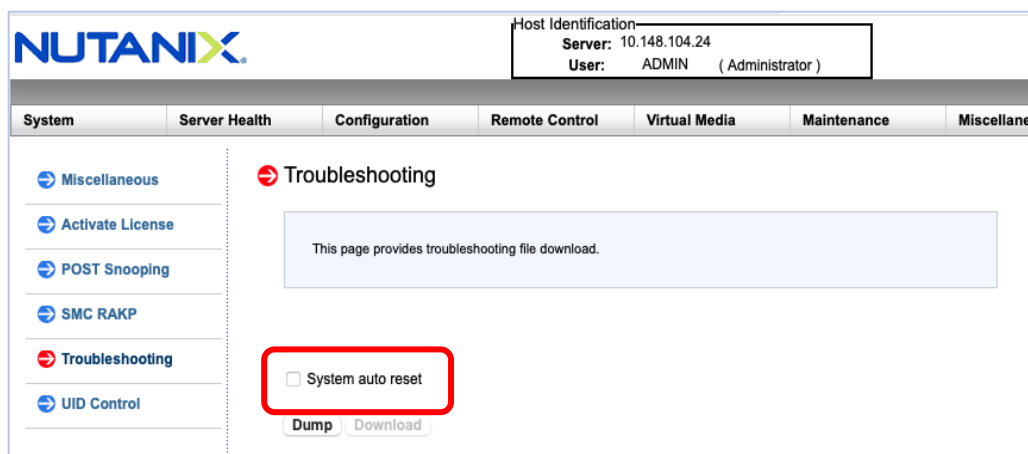 NUTANIX.
Host Identification
Server: 10.148.104.24
User: ADMIN ( Administrator )
System Server Health Configuration Remote Control Virtual Media Maintenance Miscellane
Miscellaneous
Activate License
POST Snooping
SMC RAKP
Troubleshooting
UID Control
Troubleshooting
This page provides troubleshooting file download.
System auto reset
Dump Download